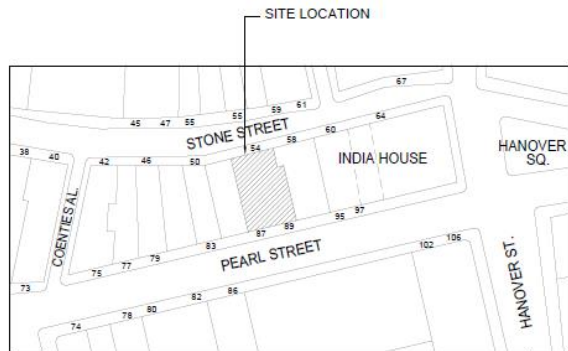 SITE LOCATION
67
45 47 55 55 59 61
STONE STREET
38 40 42 46 50 54 58 60 64
INDIA HOUSE
HANOVER
SQ.
COENTIES AL.
75 77 79 83 87 89 95 97
PEARL STREET
73
74 78 80 82 86 102 106
HANOVER ST.